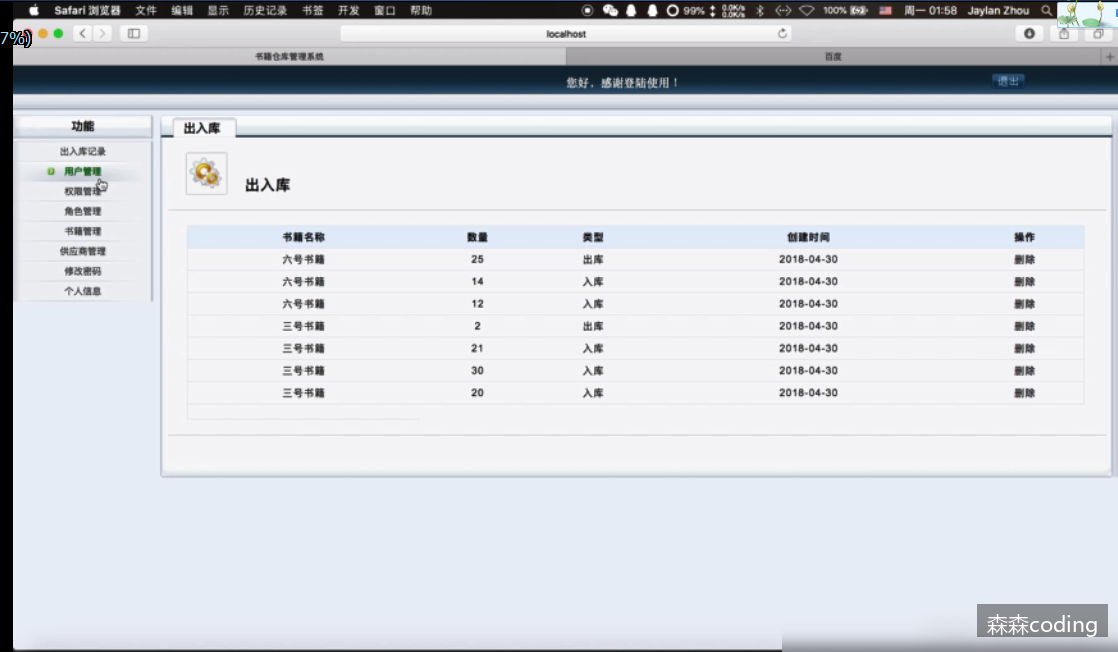 Safari 浏览器 文件 编辑 显示 历史记录 书签 开发 窗口 帮助 99% 0.0K/s 0.0K/s 100% 周一 01:58 Jaylan Zhou
7%)
localhost
书籍仓库管理系统 百度
您好，感谢登陆使用！ 退出
功能
出入库记录
用户管理
权限管理
角色管理
书籍管理
供应商管理
修改密码
个人信息
出入库
出入库
书籍名称 数量 类型 创建时间 操作
六号书籍 25 出库 2018-04-30 删除
六号书籍 14 入库 2018-04-30 删除
六号书籍 12 入库 2018-04-30 删除
三号书籍 2 出库 2018-04-30 删除
三号书籍 21 入库 2018-04-30 删除
三号书籍 30 入库 2018-04-30 删除
三号书籍 20 入库 2018-04-30 删除
森森coding